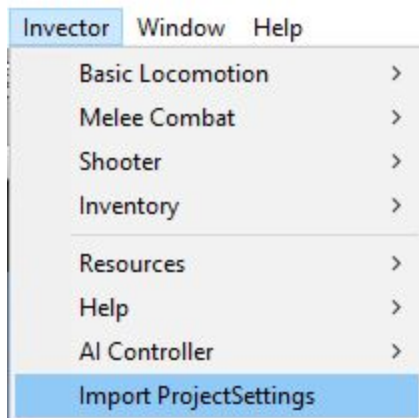 Invector Window Help
Basic Locomotion
Melee Combat
Shooter
Inventory
Resources
Help
AI Controller
Import ProjectSettings